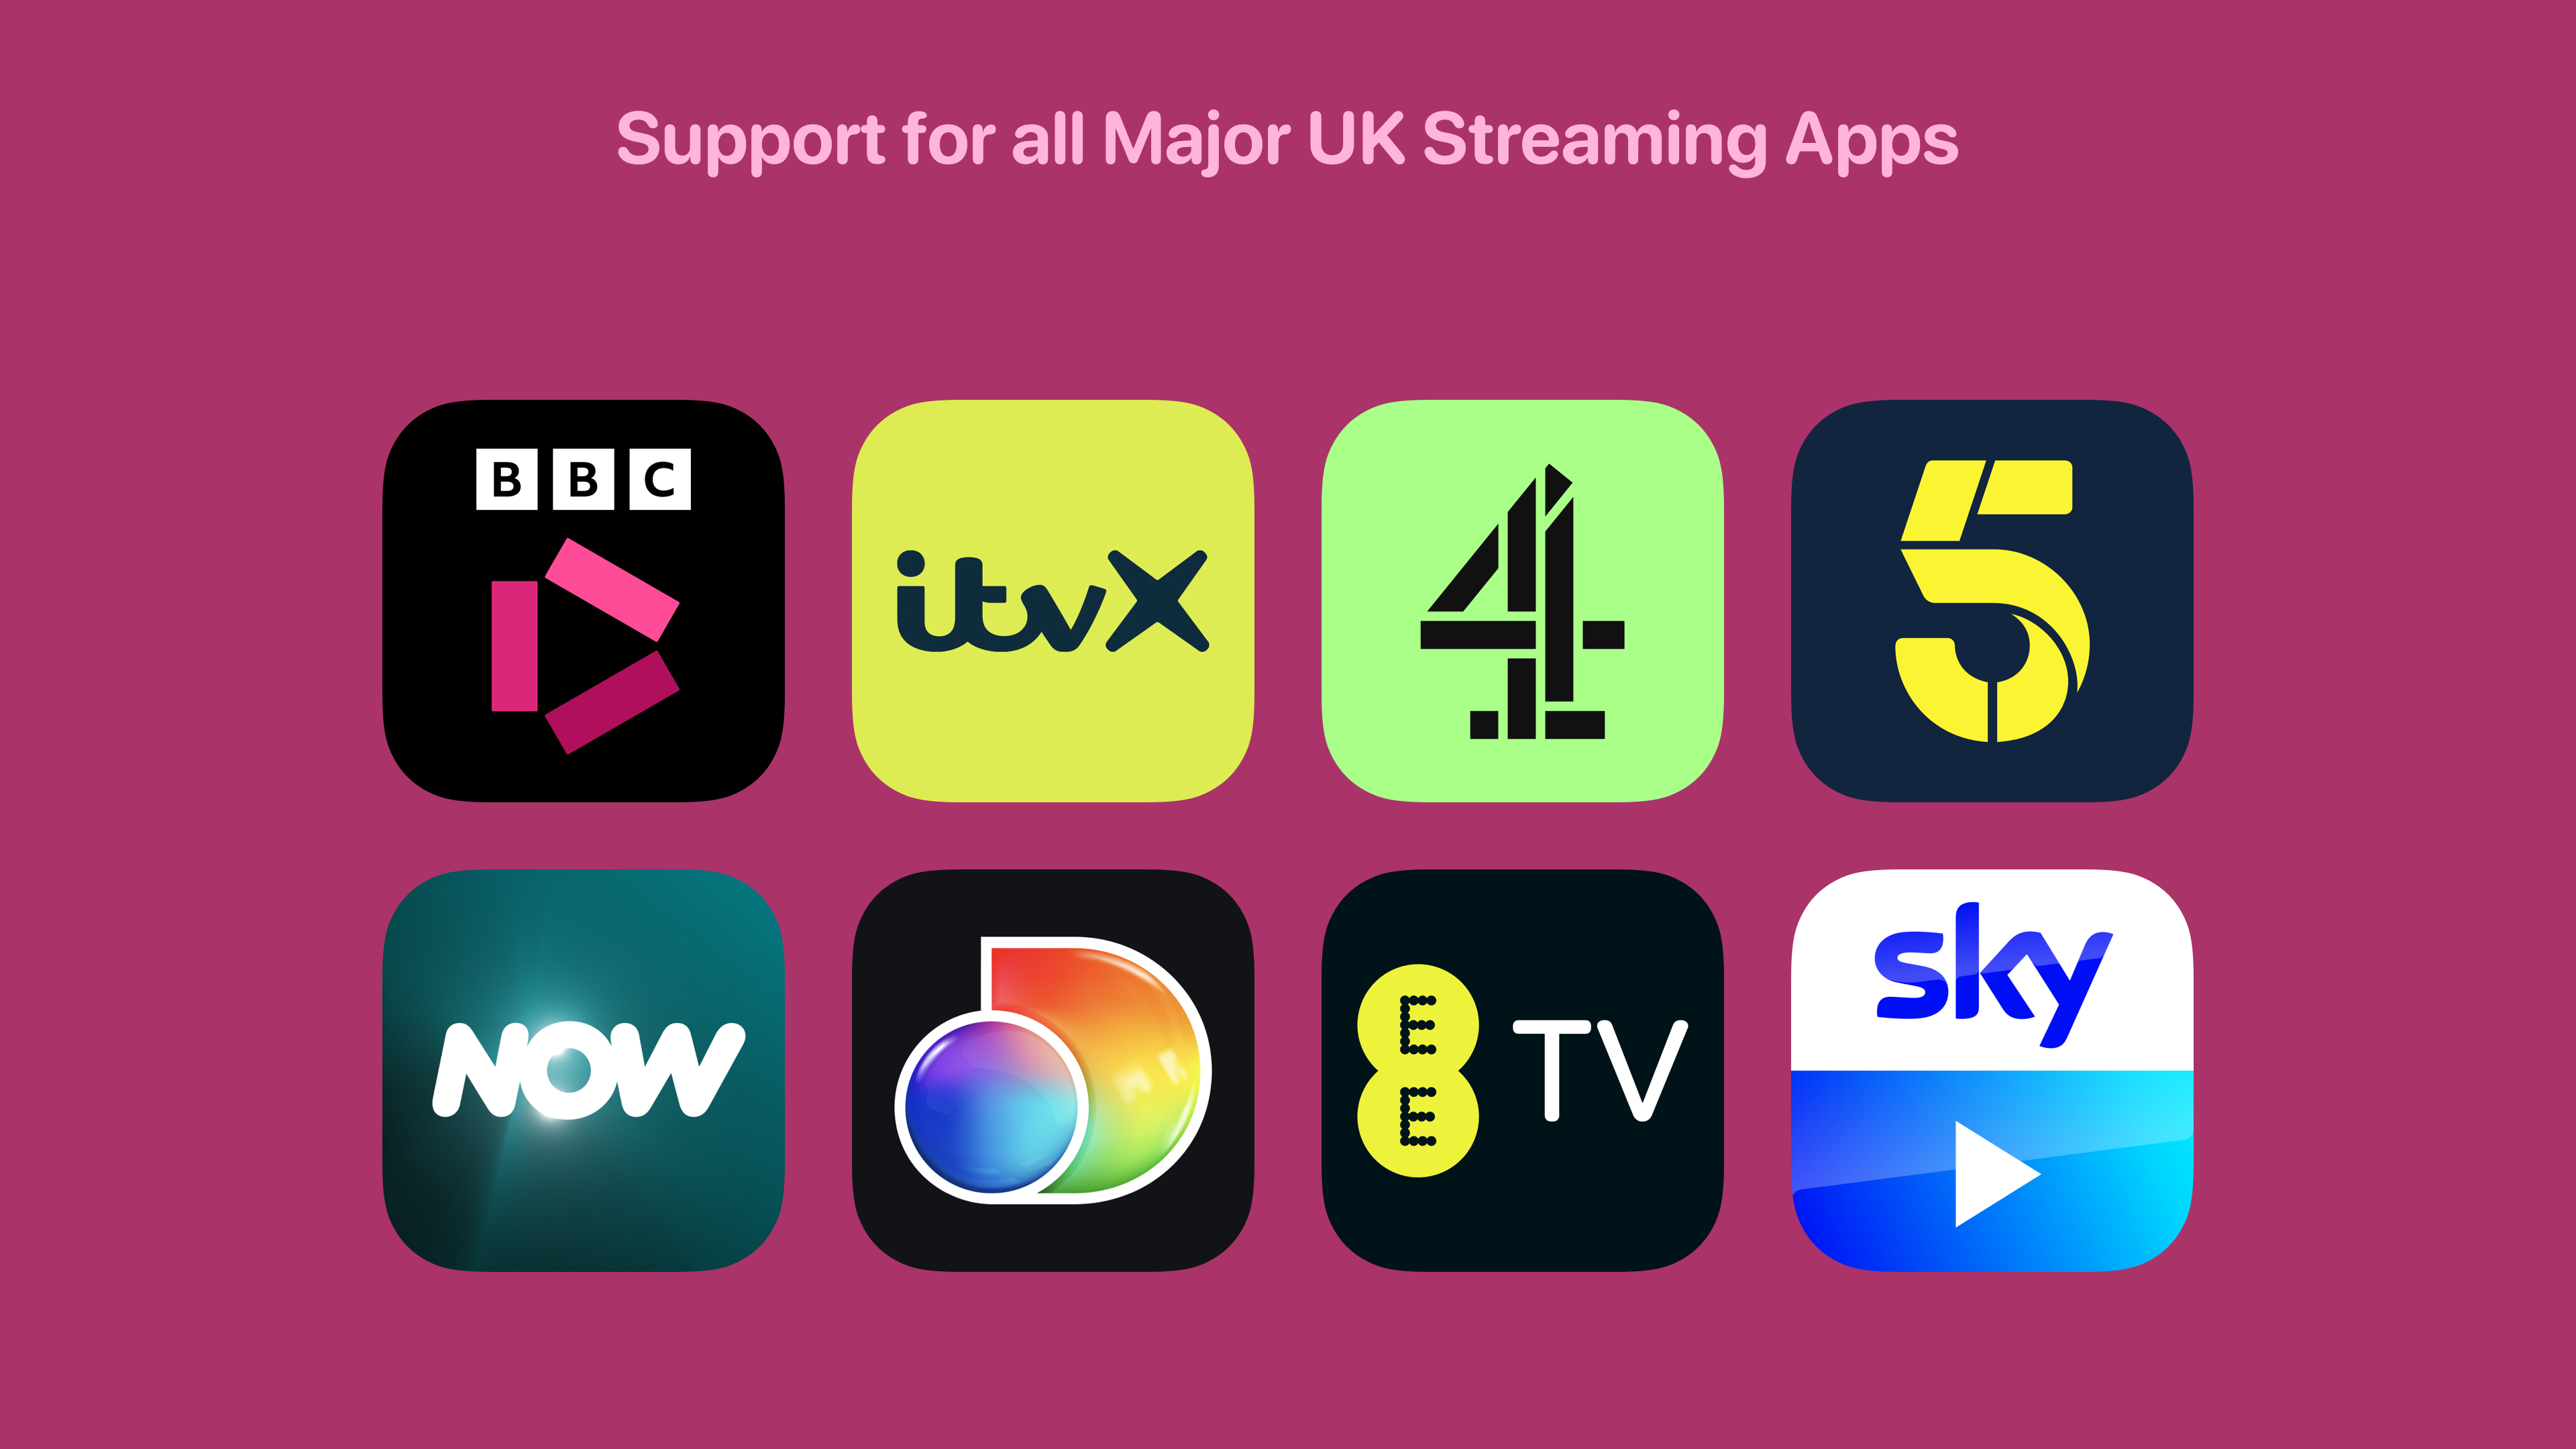 Support for all Major UK Streaming Apps
BBC
itvX
4
5
NOW
EE TV
sky